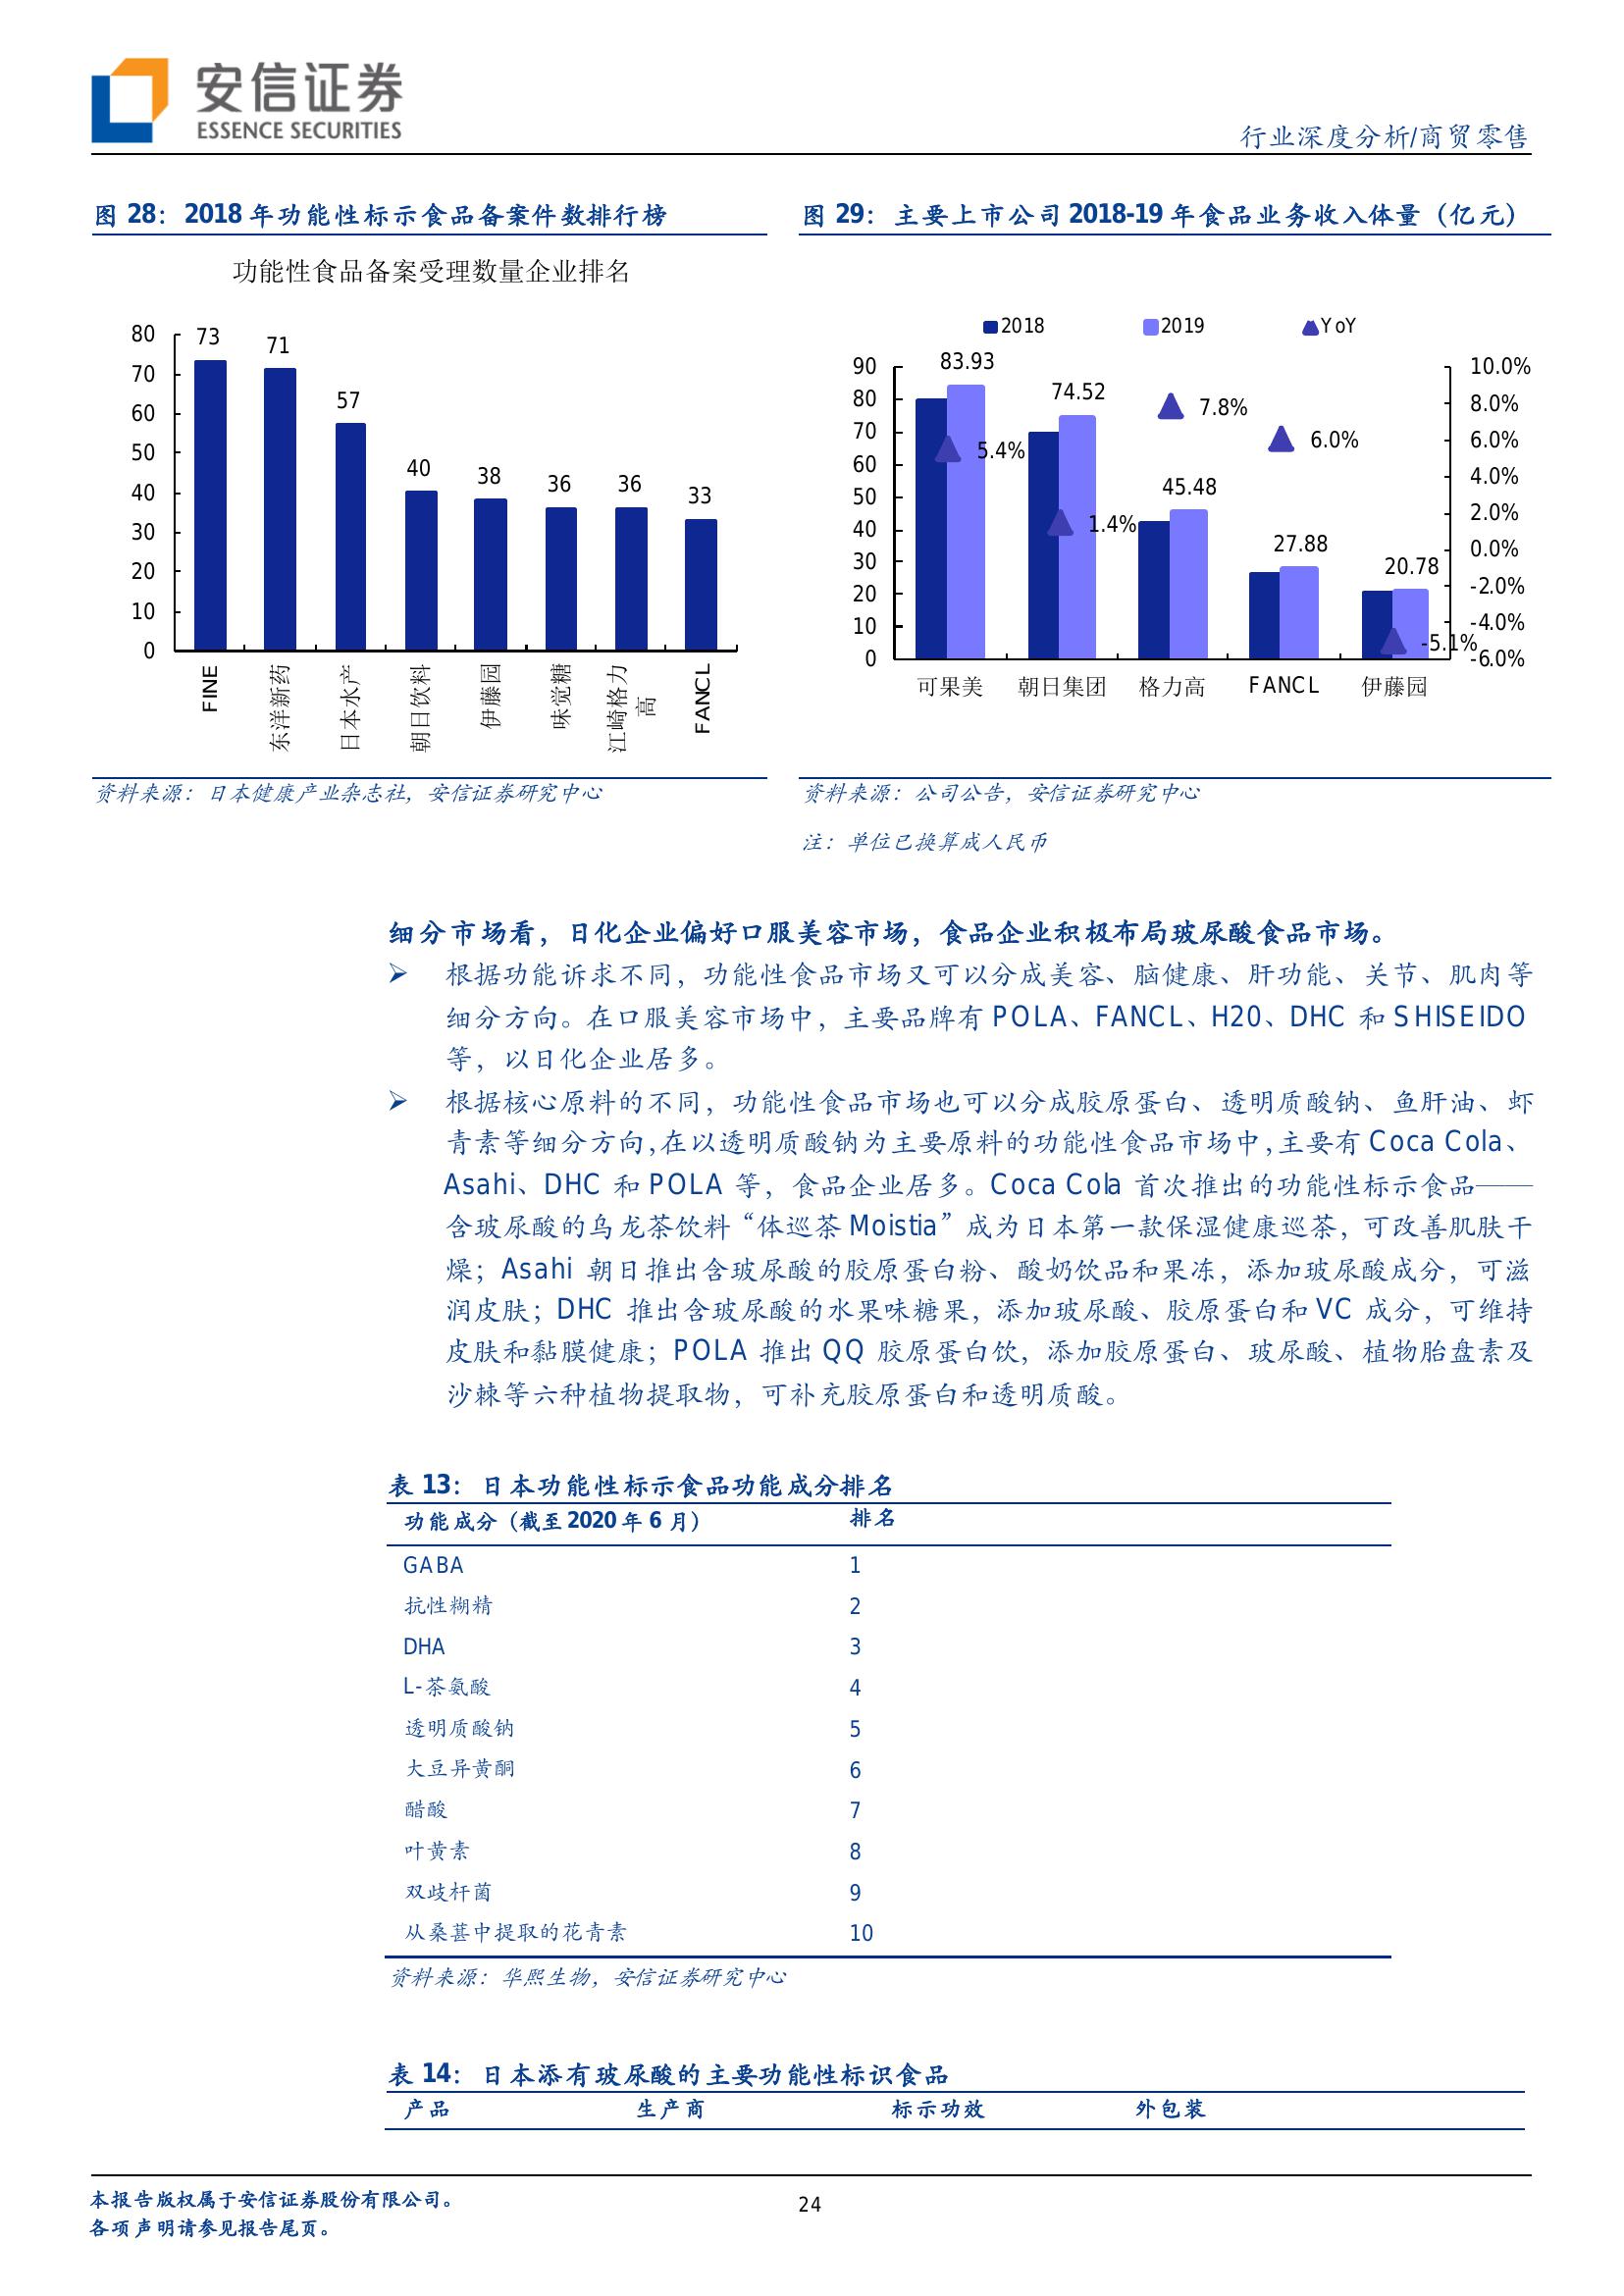 安信证券
ESSENCE SECURITIES
行业深度分析/商贸零售
图 28：2018 年功能性标示食品备案件数排行榜
功能性食品备案受理数量企业排名
80
70
60
50
40
30
20
10
0
73
71
57
40
38
36
36
33
FINE
东洋新药
日本水产
朝日饮料
伊藤园
味觉糖
江崎格力
高
FANCL
资料来源：日本健康产业杂志社，安信证券研究中心
图 29：主要上市公司 2018-19 年食品业务收入体量（亿元）
2018 2019 YoY
90
80
70
60
50
40
30
20
10
0
83.93
74.52
45.48
27.88
20.78
5.4%
1.4%
7.8%
6.0%
-5.1%
10.0%
8.0%
6.0%
4.0%
2.0%
0.0%
-2.0%
-4.0%
-6.0%
可果美 朝日集团 格力高 FANCL 伊藤园
资料来源：公司公告，安信证券研究中心
注：单位已换算成人民币
细分市场看，日化企业偏好口服美容市场，食品企业积极布局玻尿酸食品市场。
➢ 根据功能诉求不同，功能性食品市场又可以分成美容、脑健康、肝功能、关节、肌肉等
细分方向。在口服美容市场中，主要品牌有 POLA、FANCL、H20、DHC 和 SHISEIDO
等，以日化企业居多。
➢ 根据核心原料的不同，功能性食品市场也可以分成胶原蛋白、透明质酸钠、鱼肝油、虾
青素等细分方向,在以透明质酸钠为主要原料的功能性食品市场中,主要有 Coca Cola、
Asahi、DHC 和 POLA 等，食品企业居多。Coca Cola 首次推出的功能性标示食品——
含玻尿酸的乌龙茶饮料“体巡茶 Moistia”成为日本第一款保湿健康巡茶，可改善肌肤干
燥；Asahi 朝日推出含玻尿酸的胶原蛋白粉、酸奶饮品和果冻，添加玻尿酸成分，可滋
润皮肤；DHC 推出含玻尿酸的水果味糖果，添加玻尿酸、胶原蛋白和 VC 成分，可维持
皮肤和黏膜健康；POLA 推出 QQ 胶原蛋白饮，添加胶原蛋白、玻尿酸、植物胎盘素及
沙棘等六种植物提取物，可补充胶原蛋白和透明质酸。
表 13：日本功能性标示食品功能成分排名
功能成分（截至 2020 年 6 月） 排名
GABA 1
抗性糊精 2
DHA 3
L-茶氨酸 4
透明质酸钠 5
大豆异黄酮 6
醋酸 7
叶黄素 8
双歧杆菌 9
从桑葚中提取的花青素 10
资料来源：华熙生物，安信证券研究中心
表 14：日本添有玻尿酸的主要功能性标识食品
产品 生产商 标示功效 外包装
本报告版权属于安信证券股份有限公司。
各项声明请参见报告尾页。
24